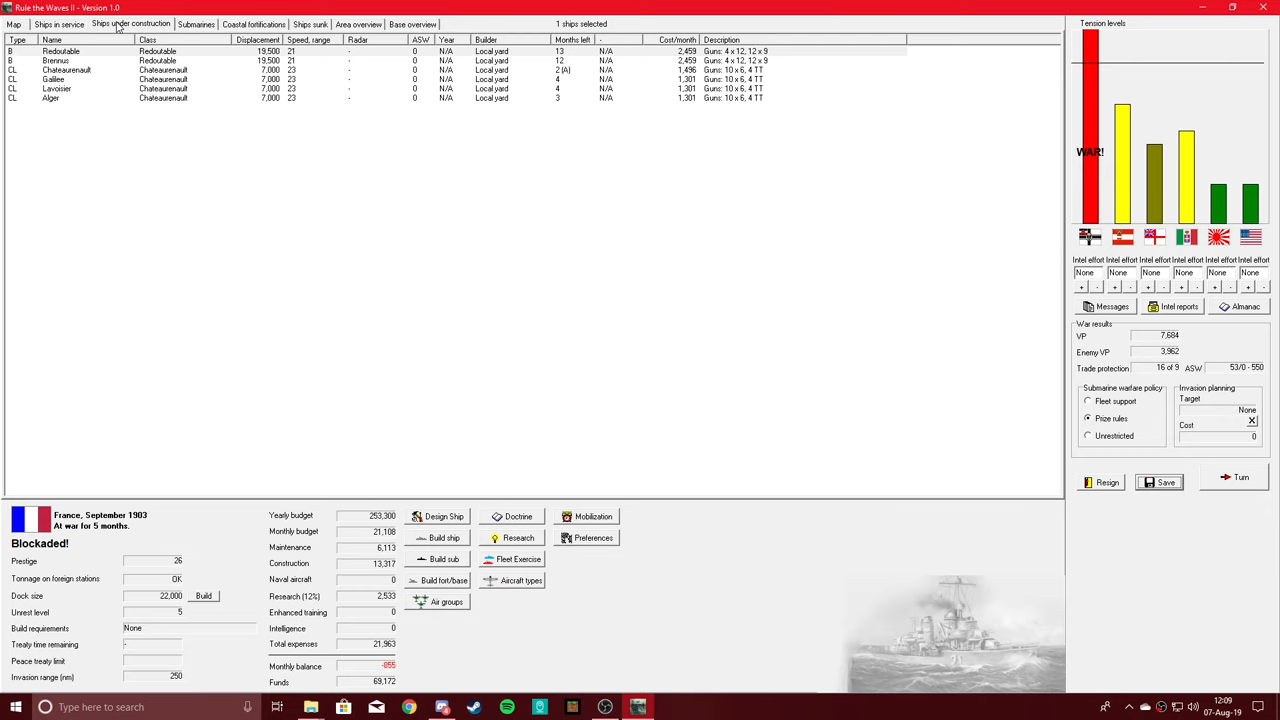 Rule the Waves II - Version 1.0
Map Ships in service Ships under construction Submarines Coastal fortifications Ships sunk Area overview Base overview 1 ships selected
Type Name Class Displacement Speed, range Radar ASW Year Builder Months left - Cost/month Description
B Redoutable Redoutable 19,500 21 - 0 N/A Local yard 13 N/A 2,459 Guns: 4 x 12, 12 x 9
B Brennus Redoutable 19,500 21 - 0 N/A Local yard 12 N/A 2,459 Guns: 4 x 12, 12 x 9
CL Chateaurenault Chateaurenault 7,000 23 - 0 N/A Local yard 2 (A) N/A 1,496 Guns: 10 x 6, 4 TT
CL Galilee Chateaurenault 7,000 23 - 0 N/A Local yard 4 N/A 1,301 Guns: 10 x 6, 4 TT
CL Lavoisier Chateaurenault 7,000 23 - 0 N/A Local yard 4 N/A 1,301 Guns: 10 x 6, 4 TT
CL Alger Chateaurenault 7,000 23 - 0 N/A Local yard 3 N/A 1,301 Guns: 10 x 6, 4 TT
Tension levels
WAR!
Intel effort Intel effort Intel effort Intel effort Intel effort Intel effort
None None None None None None
+ - + - + - + - + - + -
Messages Intel reports Almanac
War results
VP 7,684
Enemy VP 3,962
Trade protection 16 of 9 ASW 53/0 - 550
Submarine warfare policy
Fleet support
Prize rules
Unrestricted
Invasion planning
Target
None
Cost X
0
Resign Save Turn
France, September 1903
At war for 5 months.
Blockaded!
Prestige 26
Tonnage on foreign stations OK
Dock size 22,000 Build
Unrest level 5
Build requirements None
Treaty time remaining -
Peace treaty limit
Invasion range (nm) 250
Yearly budget 253,300
Monthly budget 21,108
Maintenance 6,113
Construction 13,317
Naval aircraft 0
Research (12%) 2,533
Enhanced training 0
Intelligence 0
Total expenses 21,963
Monthly balance -855
Funds 69,172
Design Ship Doctrine Mobilization
Build ship Research Preferences
Build sub Fleet Exercise
Build fort/base Aircraft types
Air groups
Type here to search
12:09
07-Aug-19